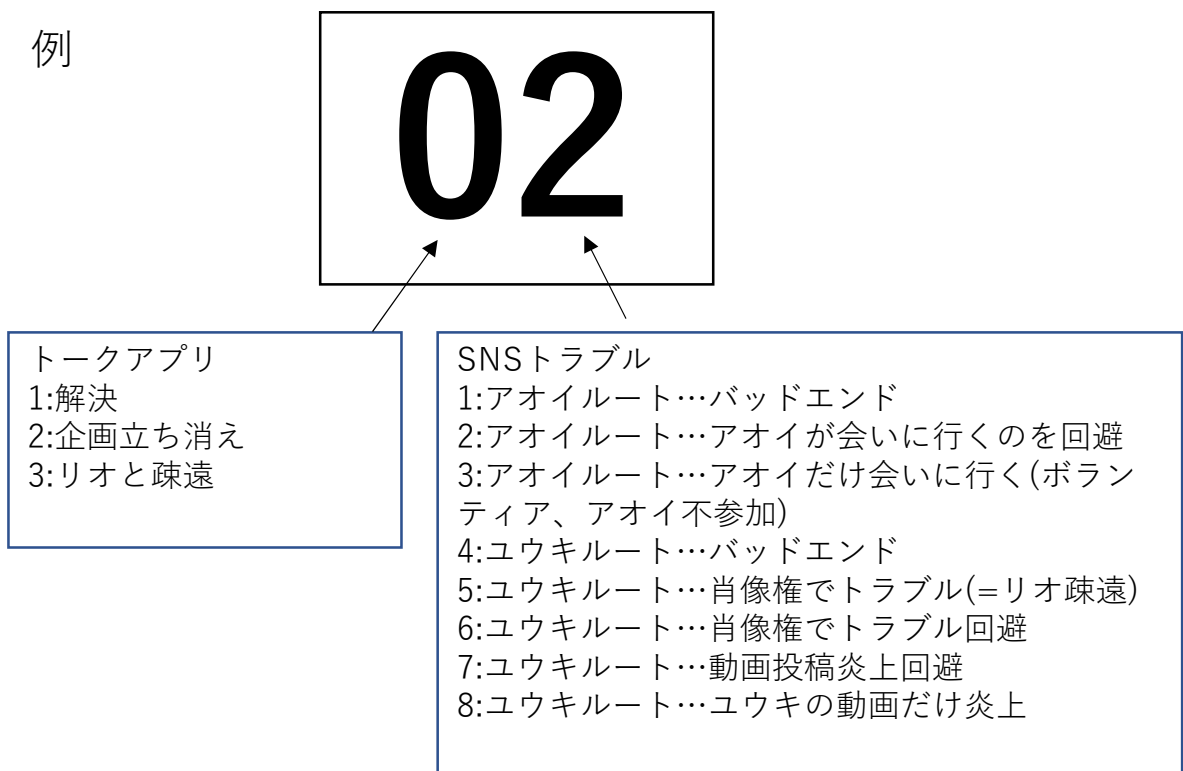 例
02
トークアプリ
1:解決
2:企画立ち消え
3:リオと疎遠
SNSトラブル
1:アオイルート…バッドエンド
2:アオイルート…アオイが会いに行くのを回避
3:アオイルート…アオイだけ会いに行く(ボラン
ティア、アオイ不参加)
4:ユウキルート…バッドエンド
5:ユウキルート…肖像権でトラブル(=リオ疎遠)
6:ユウキルート…肖像権でトラブル回避
7:ユウキルート…動画投稿炎上回避
8:ユウキルート…ユウキの動画だけ炎上